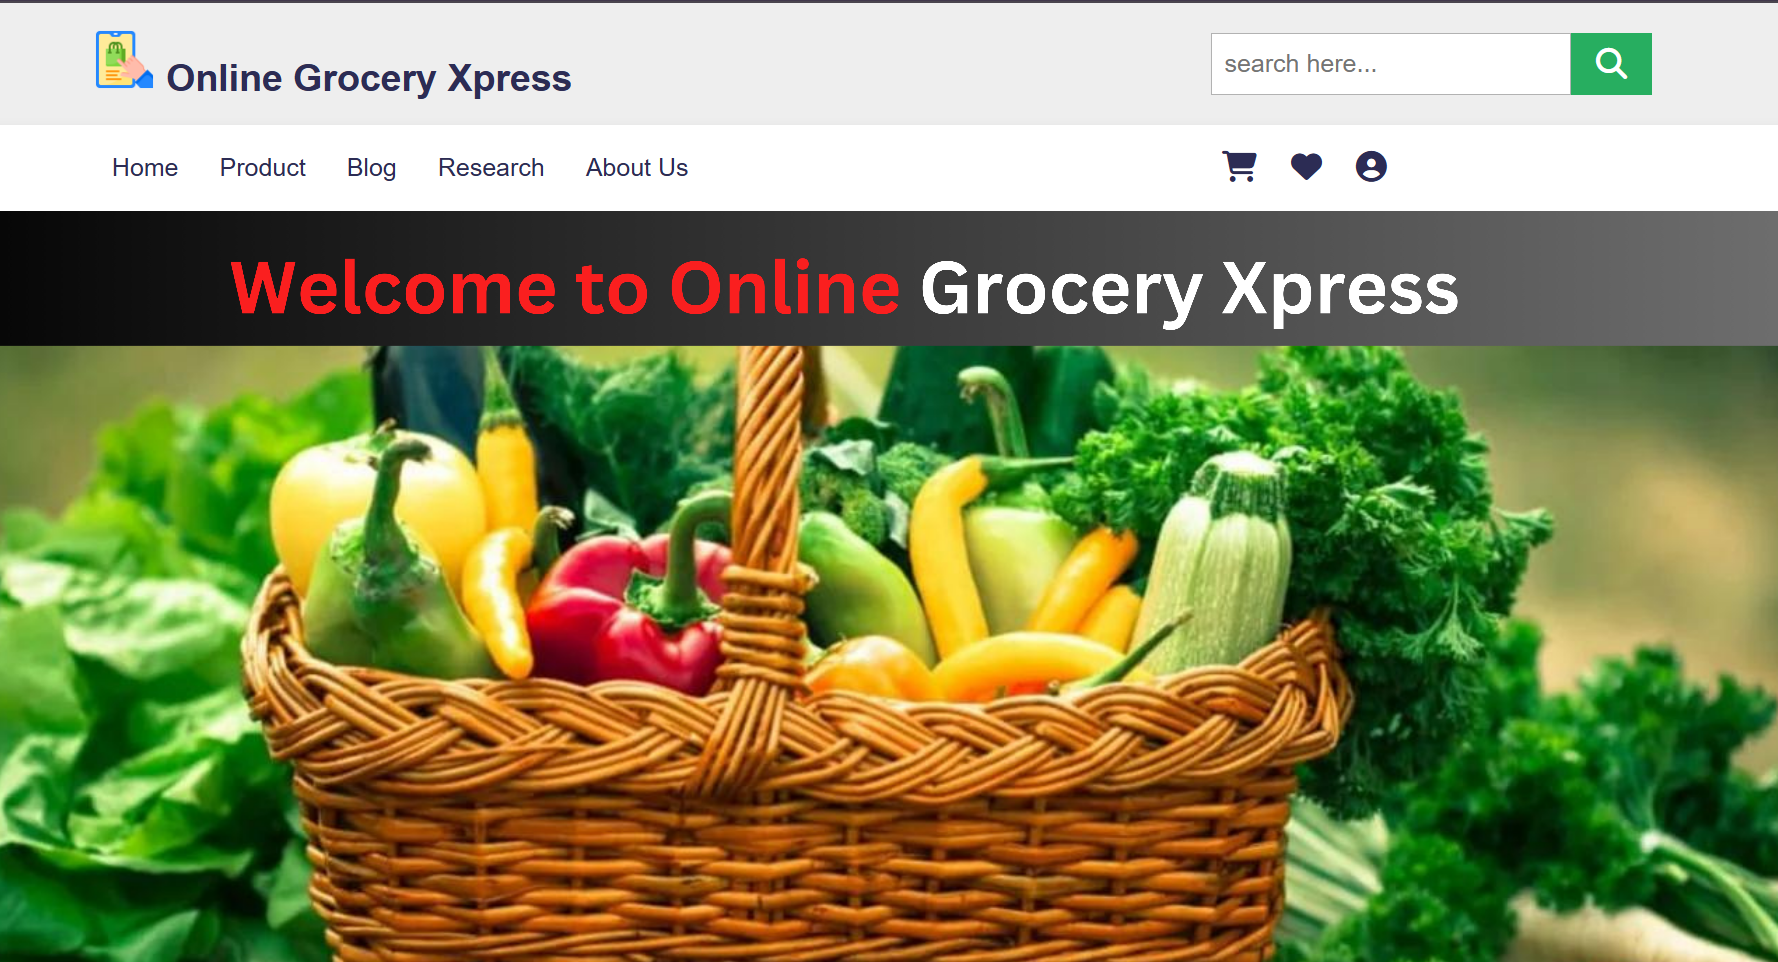 Online Grocery Xpress
search here...
Home Product Blog Research About Us
Welcome to Online Grocery Xpress